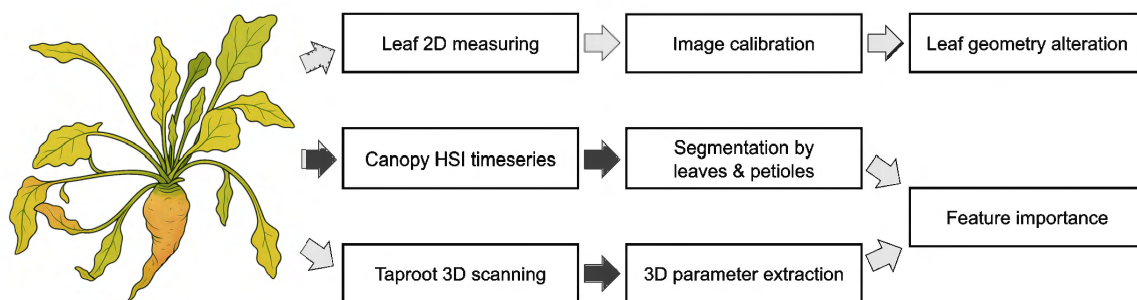 Leaf 2D measuring
Image calibration
Leaf geometry alteration
Canopy HSI timeseries
Segmentation by
leaves & petioles
Feature importance
Taproot 3D scanning
3D parameter extraction